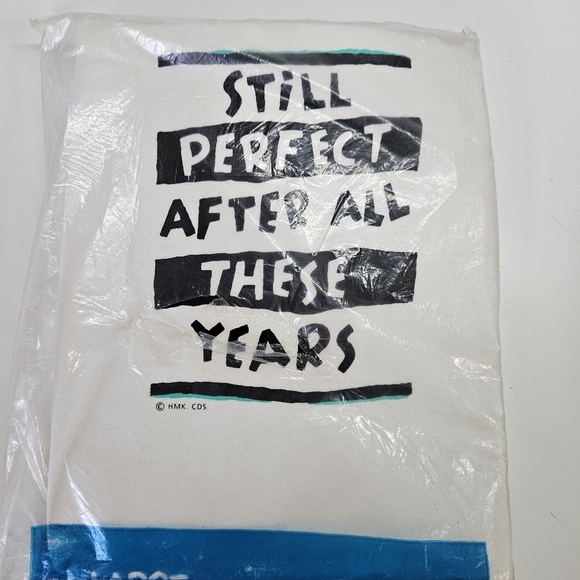 STILL
PERFECT
AFTER ALL
THESE
YEARS
© HMK. CDS.